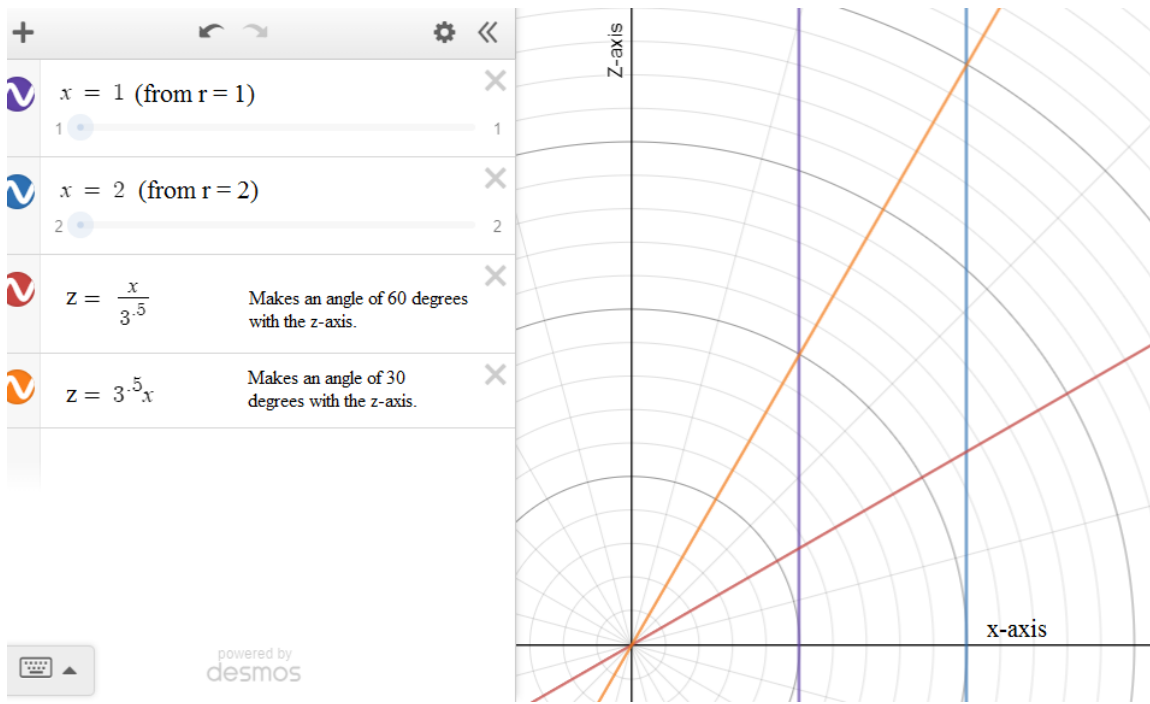 x = 1 (from r = 1)
1 1
x = 2 (from r = 2)
2 2
z = x / 3^.5
Makes an angle of 60 degrees
with the z-axis.
z = 3^.5 x
Makes an angle of 30
degrees with the z-axis.
powered by
desmos
Z-axis
x-axis